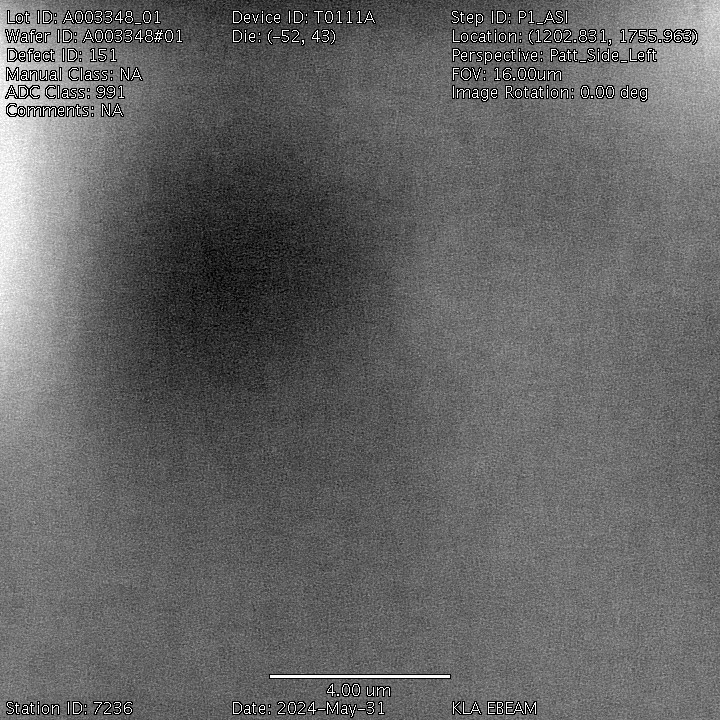 Lot ID: A003348_01 Device ID: T0111A Step ID: P1_ASI
Wafer ID: A003348#01 Die: (-52, 43) Location: (1202.831, 1755.963)
Defect ID: 151 Perspective: Patt_Side_Left
Manual Class: NA FOV: 16.00um
ADC Class: 991 Image Rotation: 0.00 deg
Comments: NA
4.00 um
Station ID: 7236 Date: 2024-May-31 KLA EBEAM